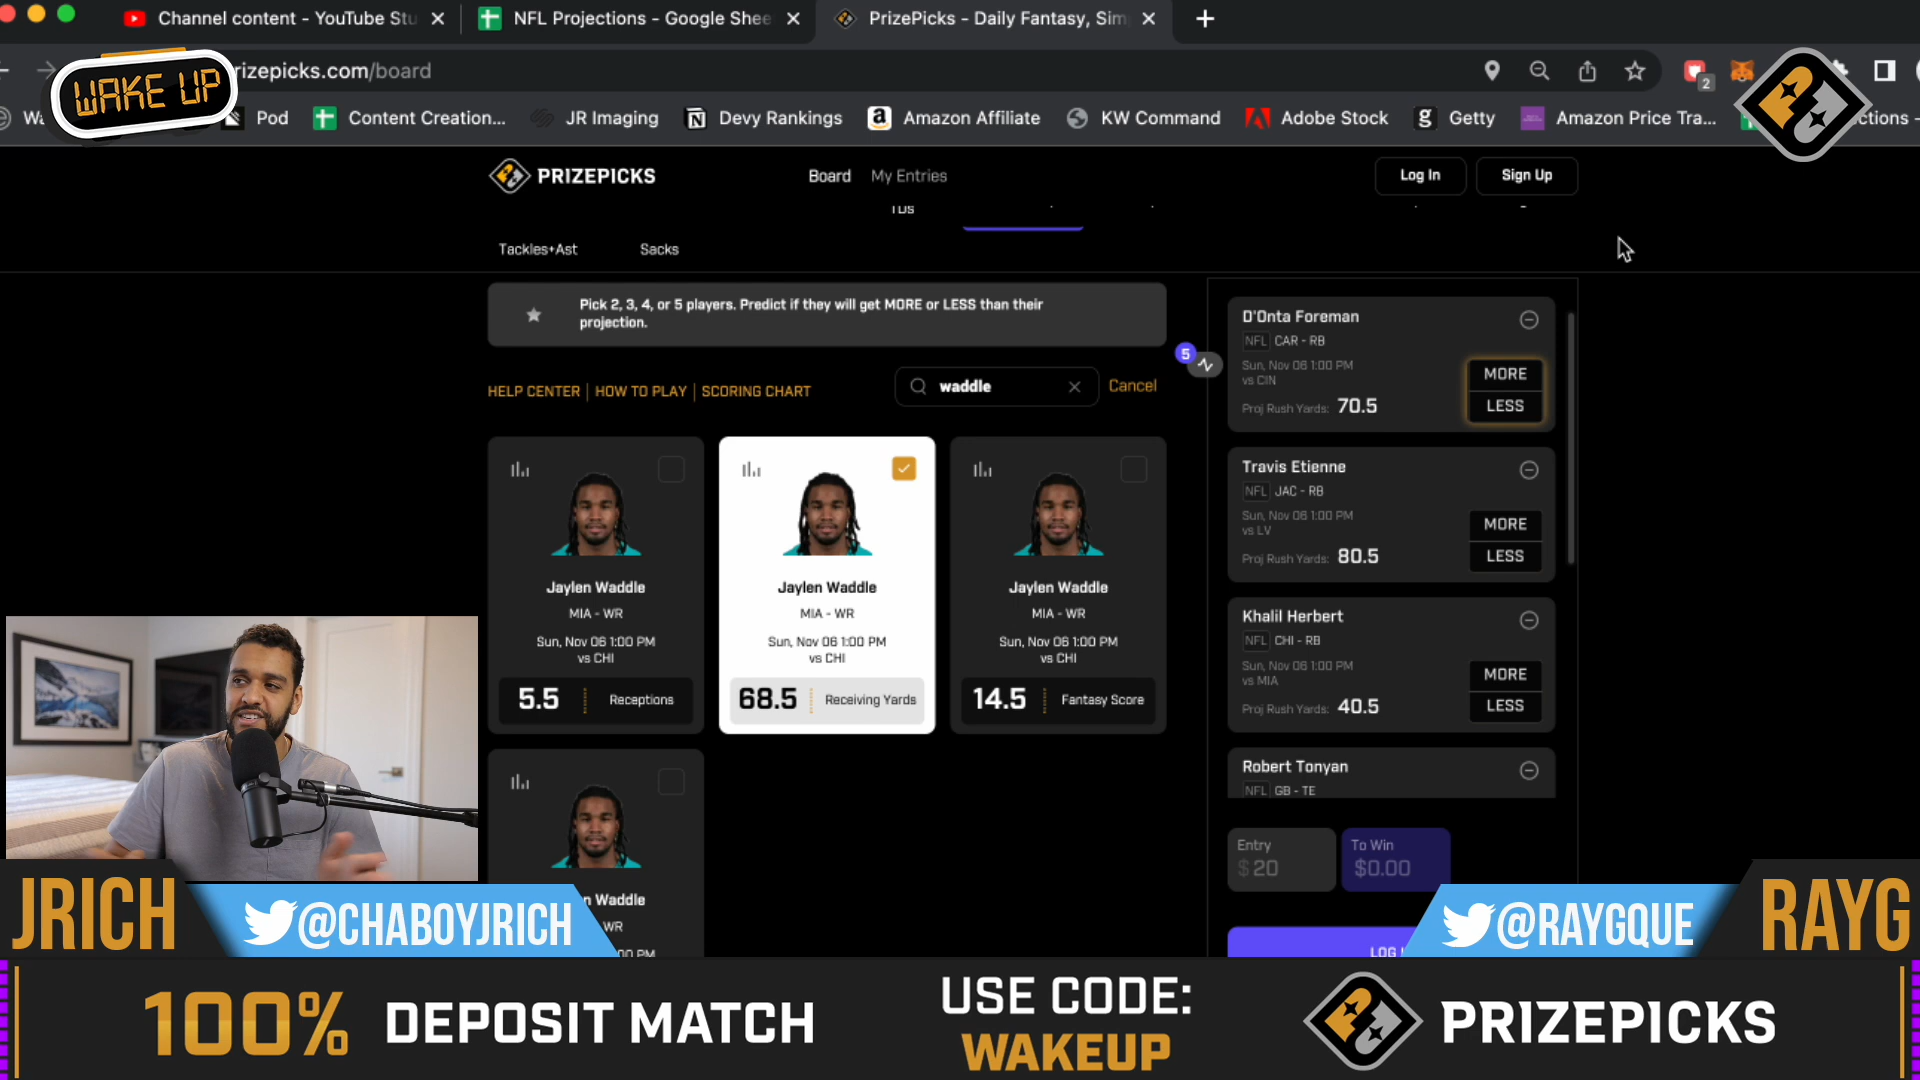 Channel content - YouTube Stu
NFL Projections - Google Shee
PrizePicks - Daily Fantasy, Sim
WAKE UP
rizepicks.com/board
2
Pod
Content Creation...
JR Imaging
Devy Rankings
Amazon Affiliate
KW Command
Adobe Stock
Getty
Amazon Price Tra...
PRIZEPICKS
Board
My Entries
Log In
Sign Up
TDs
Tackles+Ast
Sacks
Pick 2, 3, 4, or 5 players. Predict if they will get MORE or LESS than their
projection.
HELP CENTER | HOW TO PLAY | SCORING CHART
waddle
Cancel
Jaylen Waddle
MIA - WR
Sun, Nov 06 1:00 PM
vs CHI
5.5 Receptions
Jaylen Waddle
MIA - WR
Sun, Nov 06 1:00 PM
vs CHI
68.5 Receiving Yards
Jaylen Waddle
MIA - WR
Sun, Nov 06 1:00 PM
vs CHI
14.5 Fantasy Score
n Waddle
WR
00 PM
5
D'Onta Foreman
NFL CAR - RB
Sun, Nov 06 1:00 PM
vs CIN
Proj Rush Yards: 70.5
MORE
LESS
Travis Etienne
NFL JAC - RB
Sun, Nov 06 1:00 PM
vs LV
Proj Rush Yards: 80.5
MORE
LESS
Khalil Herbert
NFL CHI - RB
Sun, Nov 06 1:00 PM
vs MIA
Proj Rush Yards: 40.5
MORE
LESS
Robert Tonyan
NFL GB - TE
Entry
$ 20
To Win
$0.00
LOG
JRICH
@CHABOYJRICH
@RAYGQUE
RAYG
100% DEPOSIT MATCH
USE CODE:
WAKEUP
PRIZEPICKS